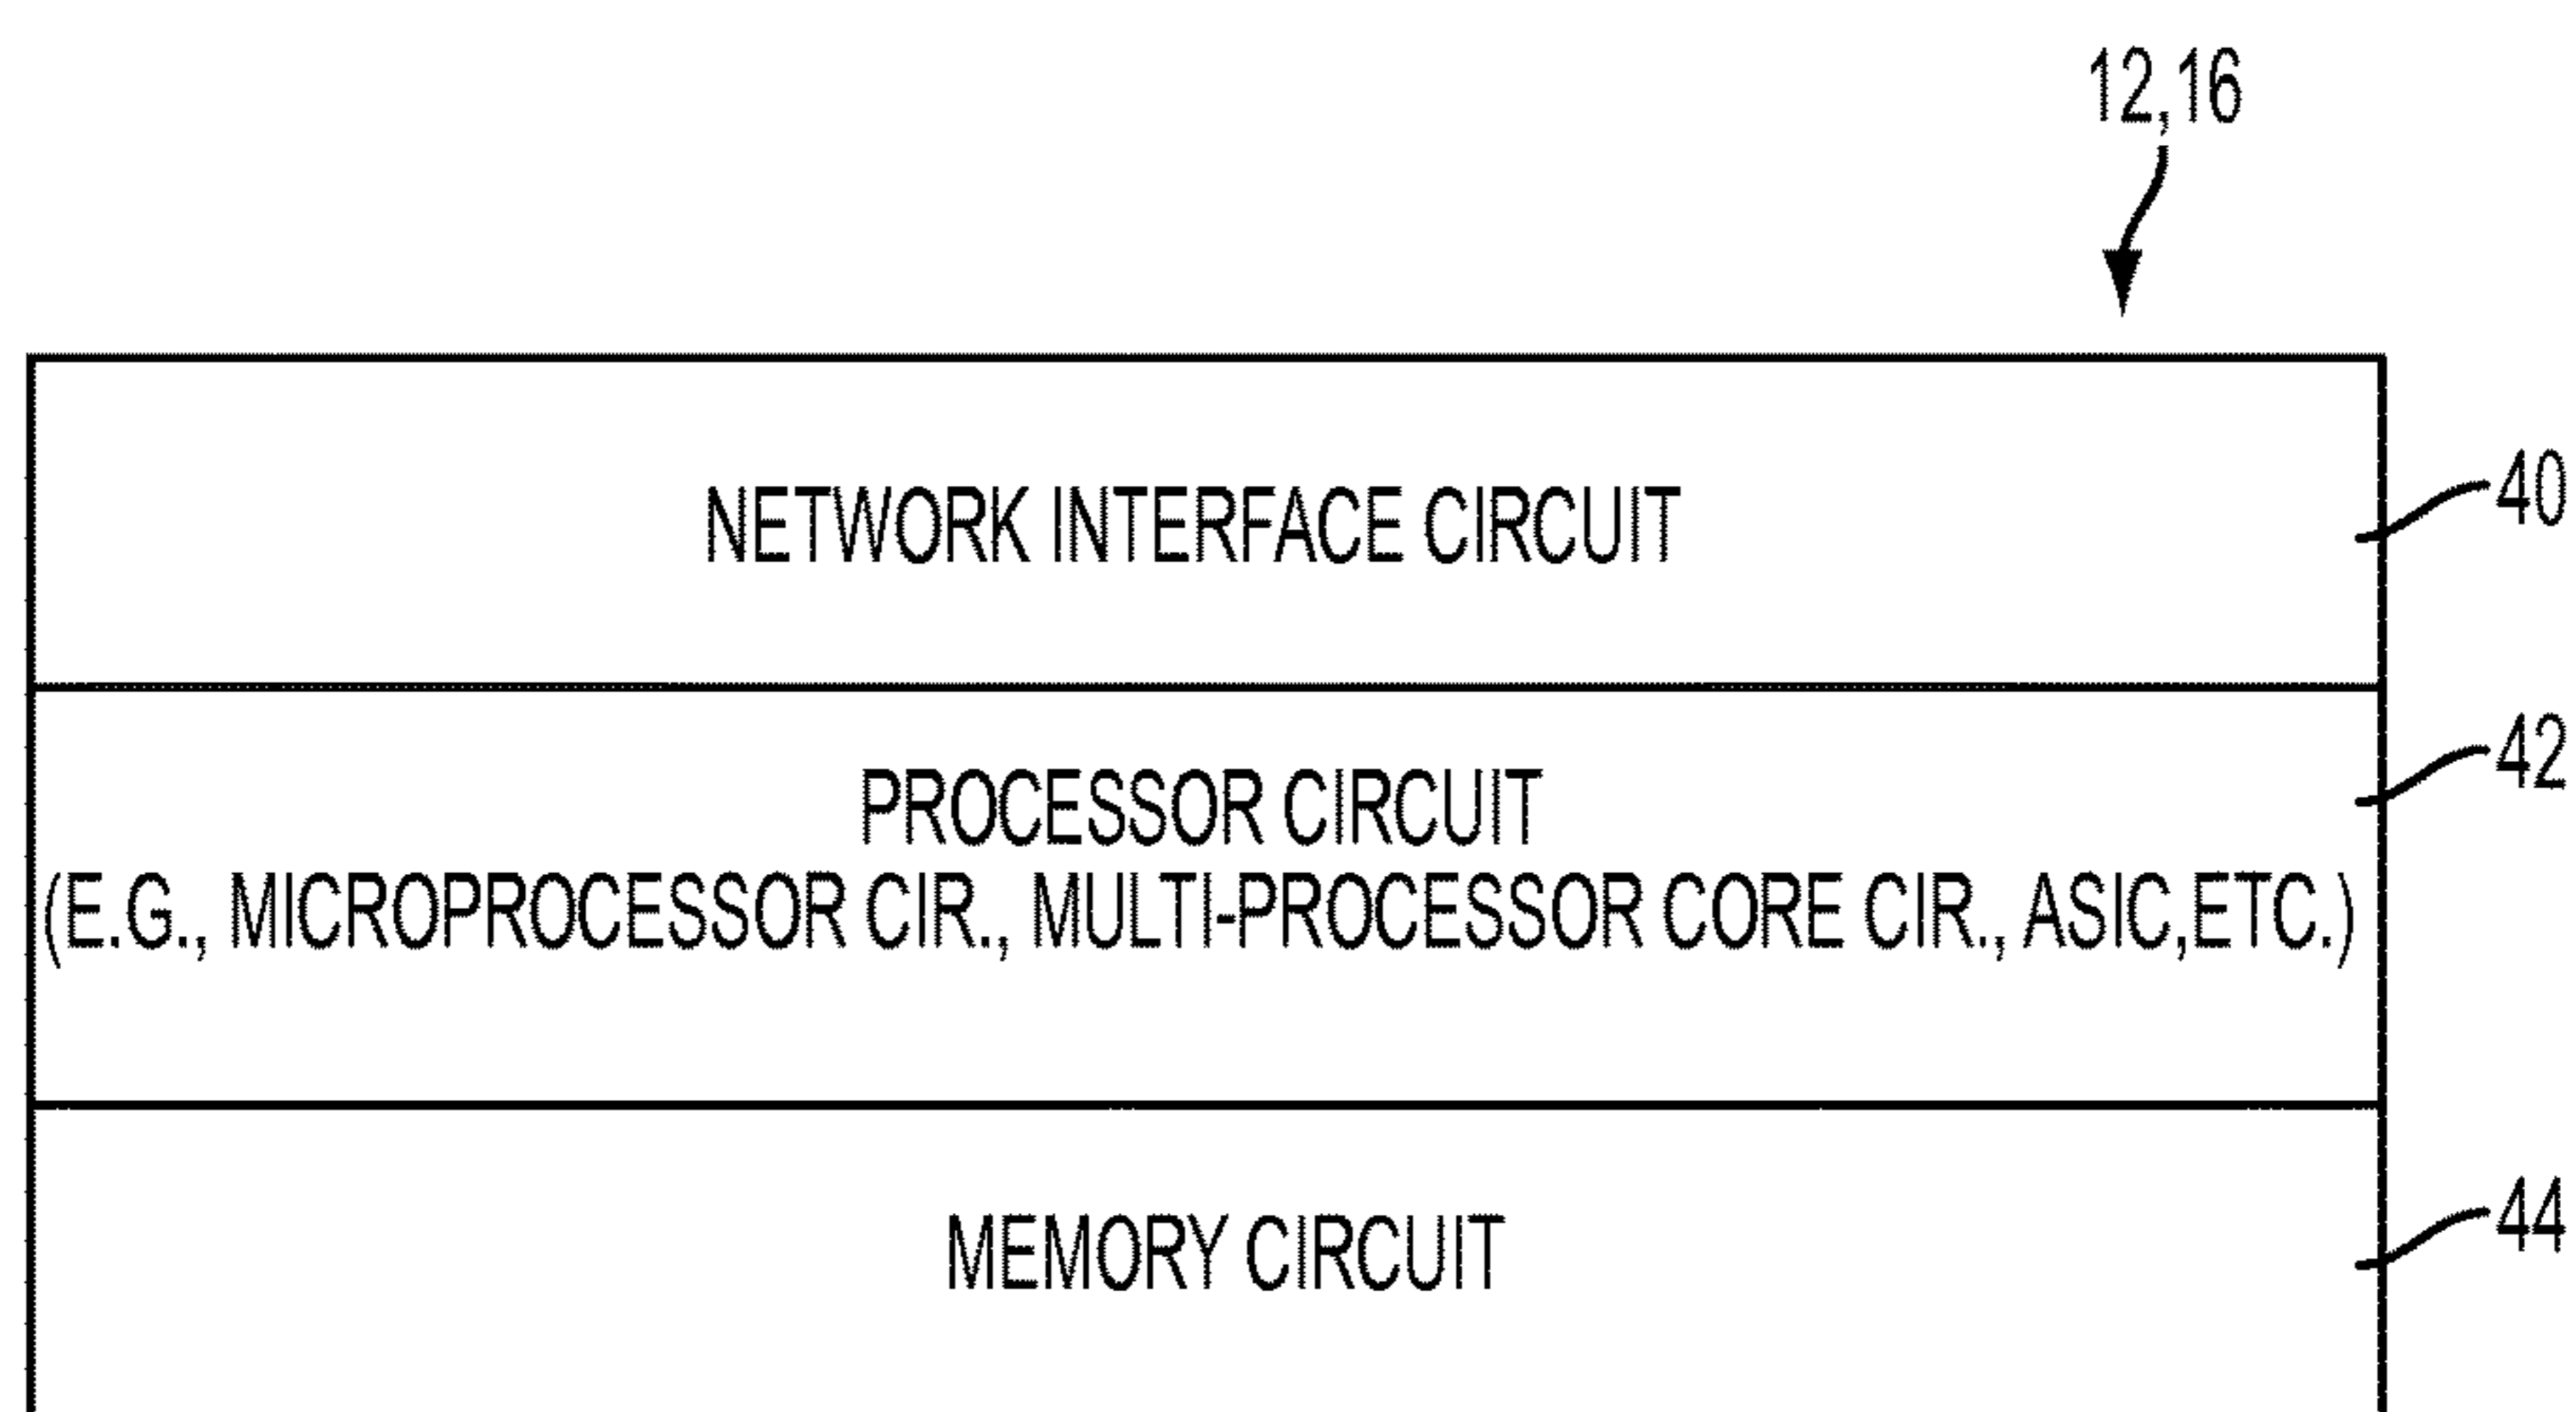 12,16
NETWORK INTERFACE CIRCUIT
40
PROCESSOR CIRCUIT
42
(E.G., MICROPROCESSOR CIR., MULTI-PROCESSOR CORE CIR., ASIC,ETC.)
MEMORY CIRCUIT
44